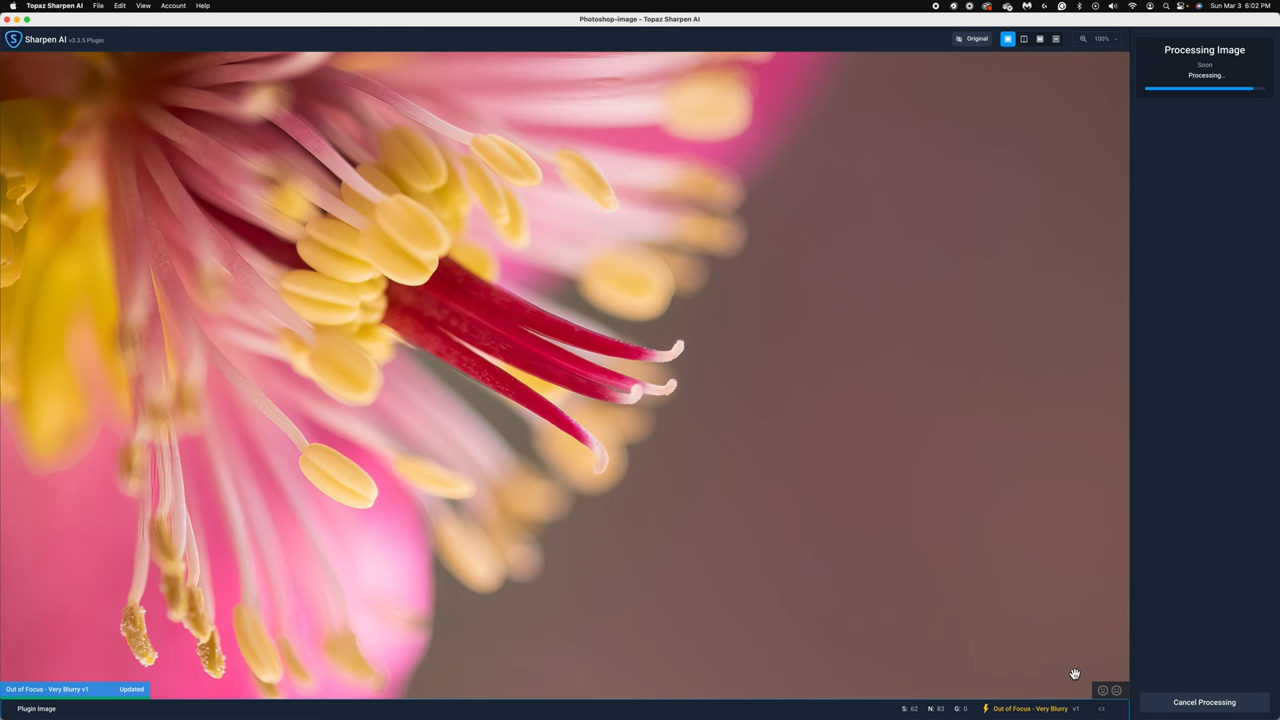 Topaz Sharpen AI File Edit View Account Help Sun Mar 3 6:02 PM
Photoshop-image - Topaz Sharpen AI
Sharpen AI v3.3.5 Plugin
Original
100%
Processing Image
Soon
Processing..
Out of Focus - Very Blurry v1 Updated
Cancel Processing
Plugin Image S: 62 N: 83 G: 0 Out of Focus - Very Blurry v1